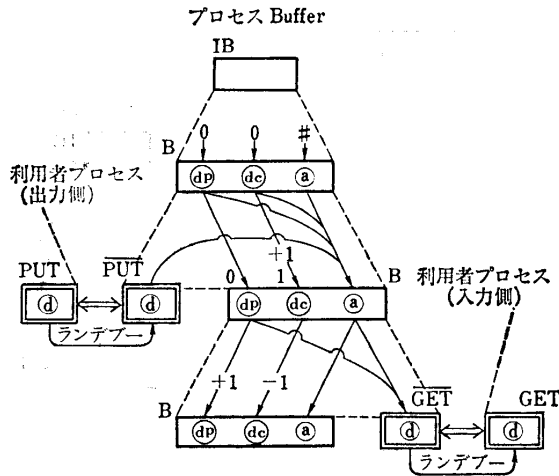 プロセス Buffer
IB
0 0 #
B
dp dc a
利用者プロセス
(出力側)
PUT
P̅U̅T̅
+1
0 1
B
利用者プロセス
(入力側)
d
d
dp dc a
ランデブー
+1 -1
G̅E̅T̅
GET
B
dp dc a
d
d
ランデブー